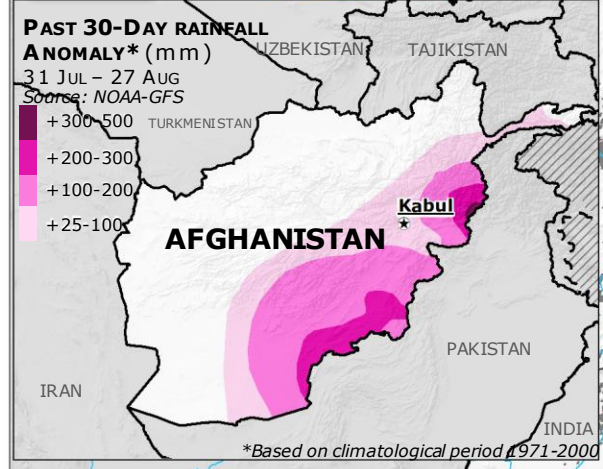 PAST 30-DAY RAINFALL
ANOMALY* (mm)
31 JUL – 27 AUG
Source: NOAA-GFS
+300-500
+200-300
+100-200
+25-100
UZBEKISTAN
TAJIKISTAN
TURKMENISTAN
Kabul
AFGHANISTAN
PAKISTAN
IRAN
INDIA
*Based on climatological period 1971-2000